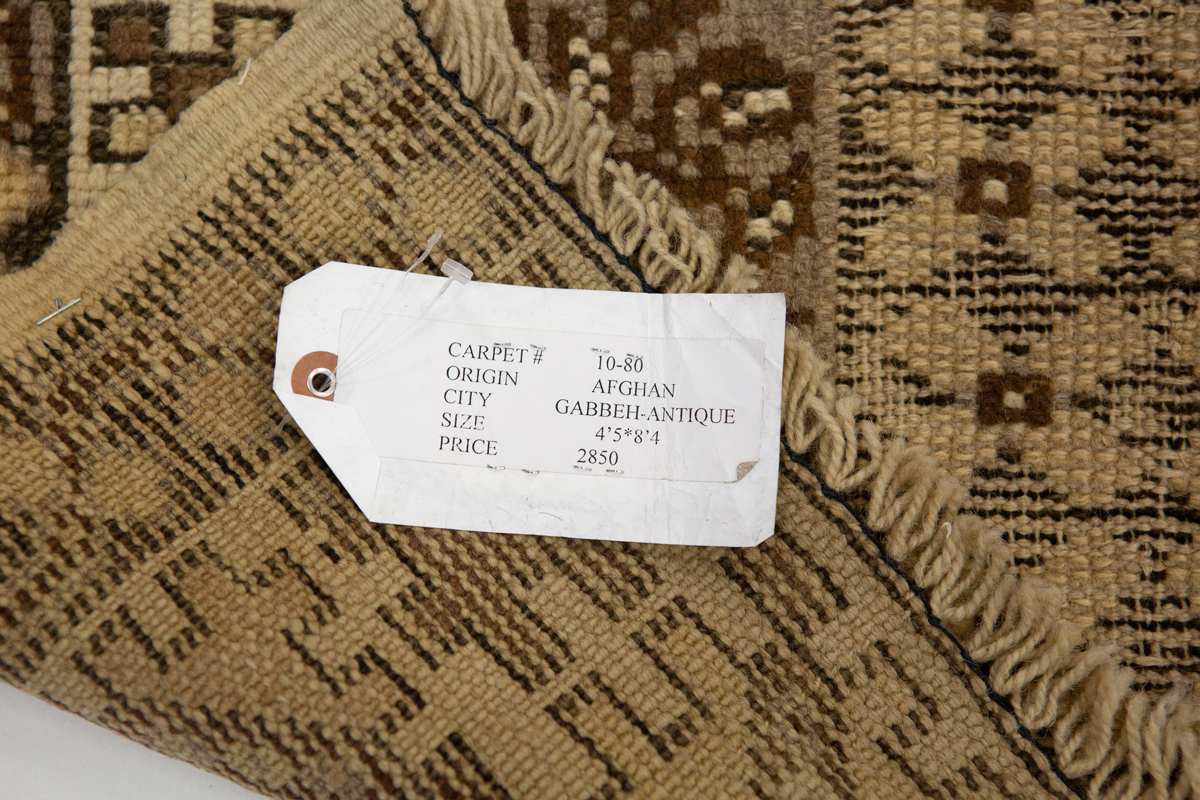 CARPET # 10-80
ORIGIN AFGHAN
CITY GABBEH-ANTIQUE
SIZE 4'5*8'4
PRICE 2850